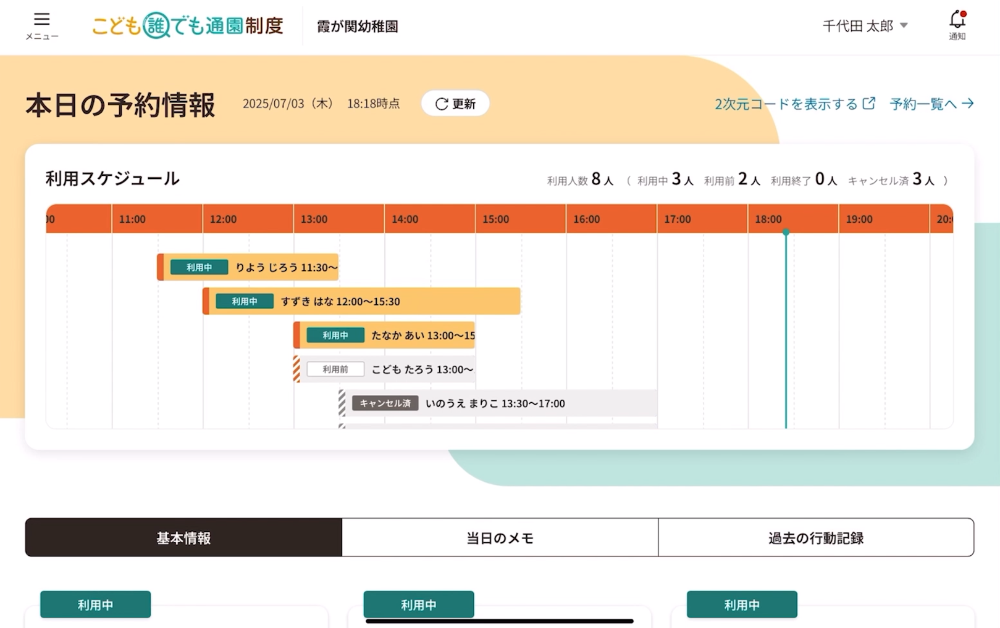 メニュー
こども誰でも通園制度
霞が関幼稚園
千代田 太郎
通知
本日の予約情報
2025/07/03（木） 18:18時点
更新
2次元コードを表示する
予約一覧へ
利用スケジュール
利用人数 8人 （ 利用中 3人 利用前 2人 利用終了 0人 キャンセル済 3人 ）
00 11:00 12:00 13:00 14:00 15:00 16:00 17:00 18:00 19:00 20:
利用中 りよう じろう 11:30〜
利用中 すずき はな 12:00〜15:30
利用中 たなか あい 13:00〜15
利用前 こども たろう 13:00〜
キャンセル済 いのうえ まりこ 13:30〜17:00
基本情報 当日のメモ 過去の行動記録
利用中 利用中 利用中